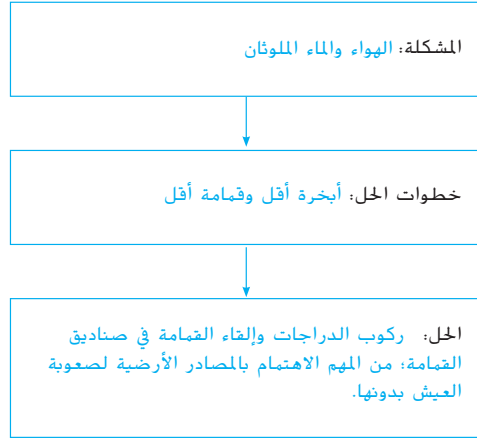 المشكلة: الهواء والماء الملوثان
خطوات الحل: أبخرة أقل وقمامة أقل
الحل: ركوب الدراجات وإلقاء القمامة في صناديق
القمامة؛ من المهم الاهتمام بالمصادر الأرضية لصعوبة
العيش بدونها.